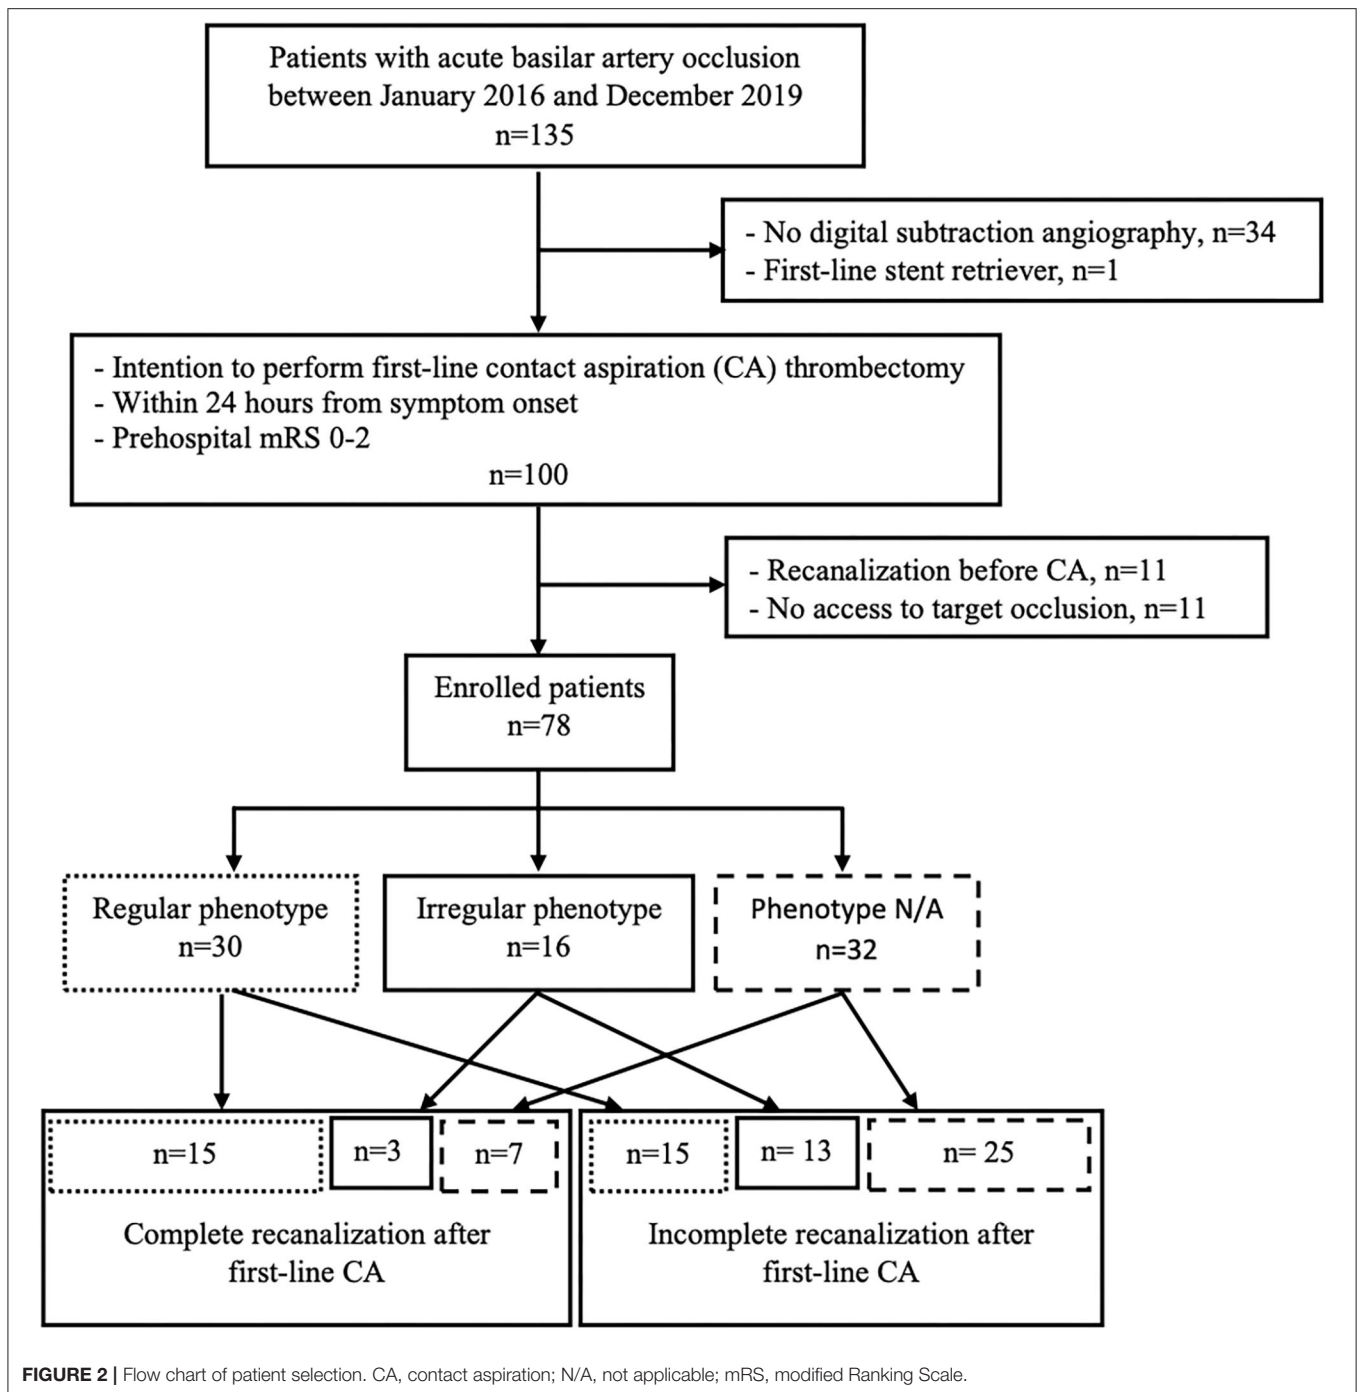 Patients with acute basilar artery occlusion
between January 2016 and December 2019
n=135
- No digital subtraction angiography, n=34
- First-line stent retriever, n=1
- Intention to perform first-line contact aspiration (CA) thrombectomy
- Within 24 hours from symptom onset
- Prehospital mRS 0-2
n=100
- Recanalization before CA, n=11
- No access to target occlusion, n=11
Enrolled patients
n=78
Regular phenotype
n=30
Irregular phenotype
n=16
Phenotype N/A
n=32
n=15
n=3
n=7
Complete recanalization after
first-line CA
n=15
n= 13
n= 25
Incomplete recanalization after
first-line CA
FIGURE 2 | Flow chart of patient selection. CA, contact aspiration; N/A, not applicable; mRS, modified Ranking Scale.